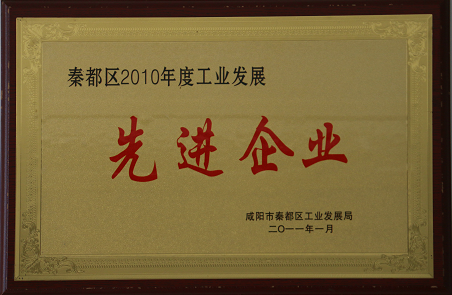 秦都区2010年度工业发展
先进企业
咸阳市秦都区工业发展局
二〇一一年一月